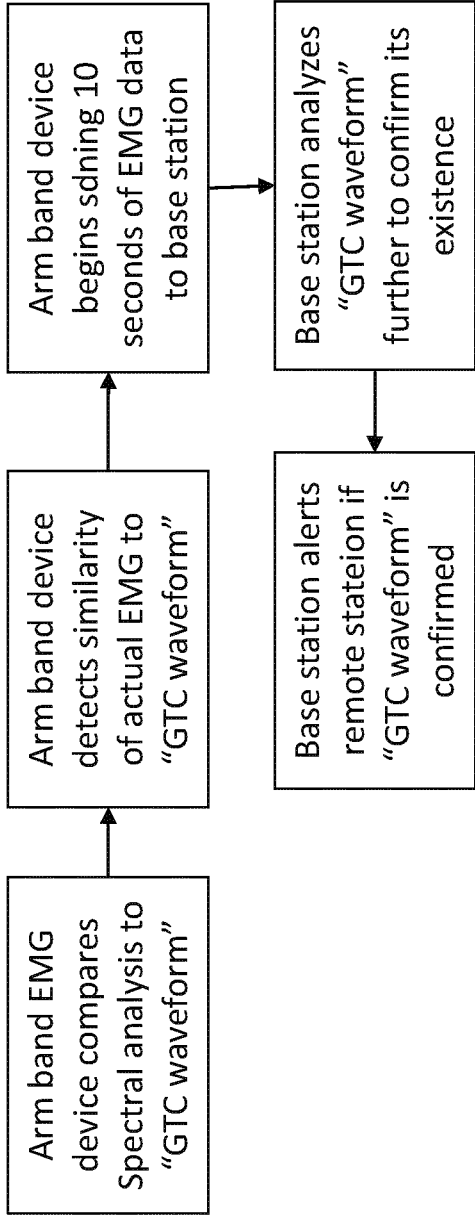 Arm band EMG
device compares
Spectral analysis to
“GTC waveform”
Arm band device
detects similarity
of actual EMG to
“GTC waveform”
Arm band device
begins sdning 10
seconds of EMG data
to base station
Base station analyzes
“GTC waveform”
further to confirm its
existence
Base station alerts
remote stateion if
“GTC waveform” is
confirmed